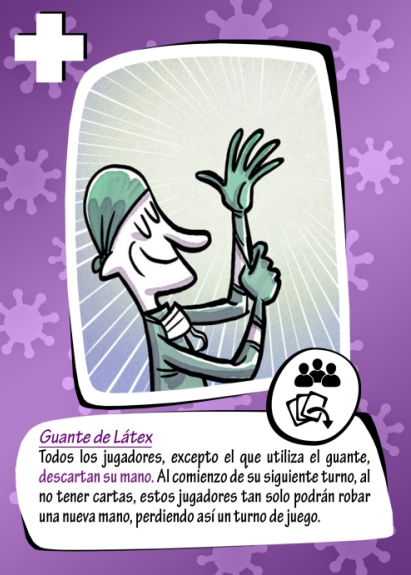 Guante de Látex
Todos los jugadores, excepto el que utiliza el guante,
descartan su mano. Al comienzo de su siguiente turno, al
no tener cartas, estos jugadores tan solo podrán robar
una nueva mano, perdiendo así un turno de juego.